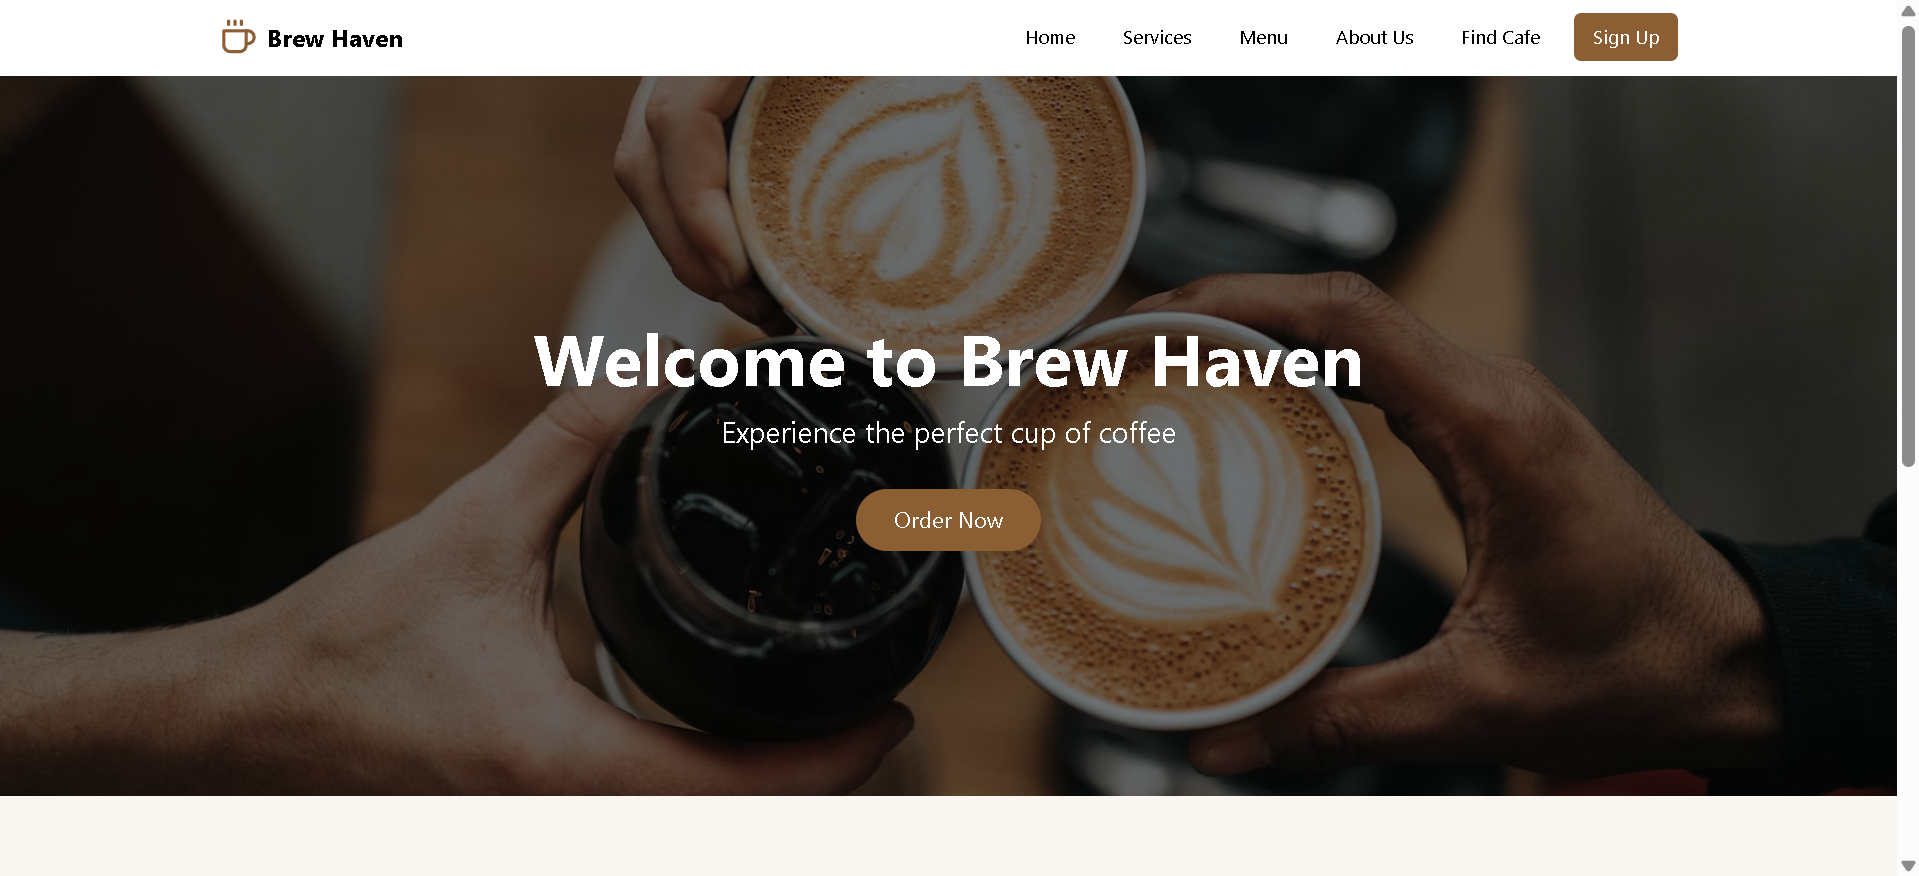 Brew Haven
Home Services Menu About Us Find Cafe Sign Up
Welcome to Brew Haven
Experience the perfect cup of coffee
Order Now